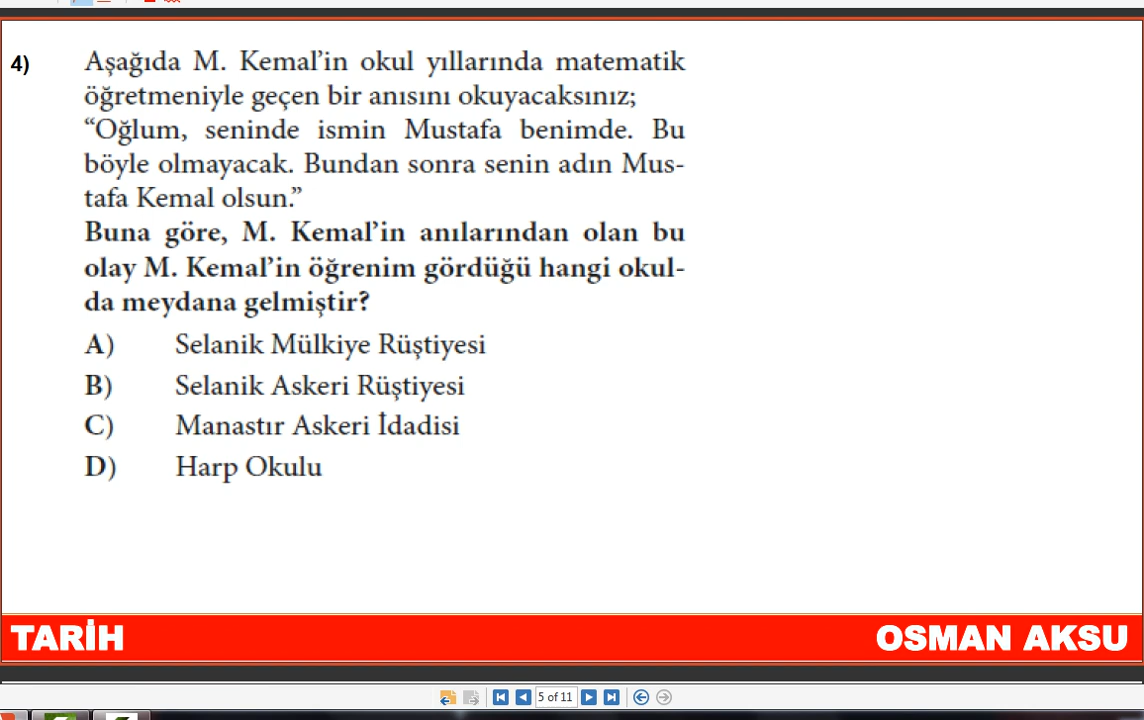 4) Aşağıda M. Kemal’in okul yıllarında matematik
öğretmeniyle geçen bir anısını okuyacaksınız;
“Oğlum, seninde ismin Mustafa benimde. Bu
böyle olmayacak. Bundan sonra senin adın Mus-
tafa Kemal olsun.”
Buna göre, M. Kemal’in anılarından olan bu
olay M. Kemal’in öğrenim gördüğü hangi okul-
da meydana gelmiştir?
A) Selanik Mülkiye Rüştiyesi
B) Selanik Askeri Rüştiyesi
C) Manastır Askeri İdadisi
D) Harp Okulu
TARİH OSMAN AKSU
5 of 11